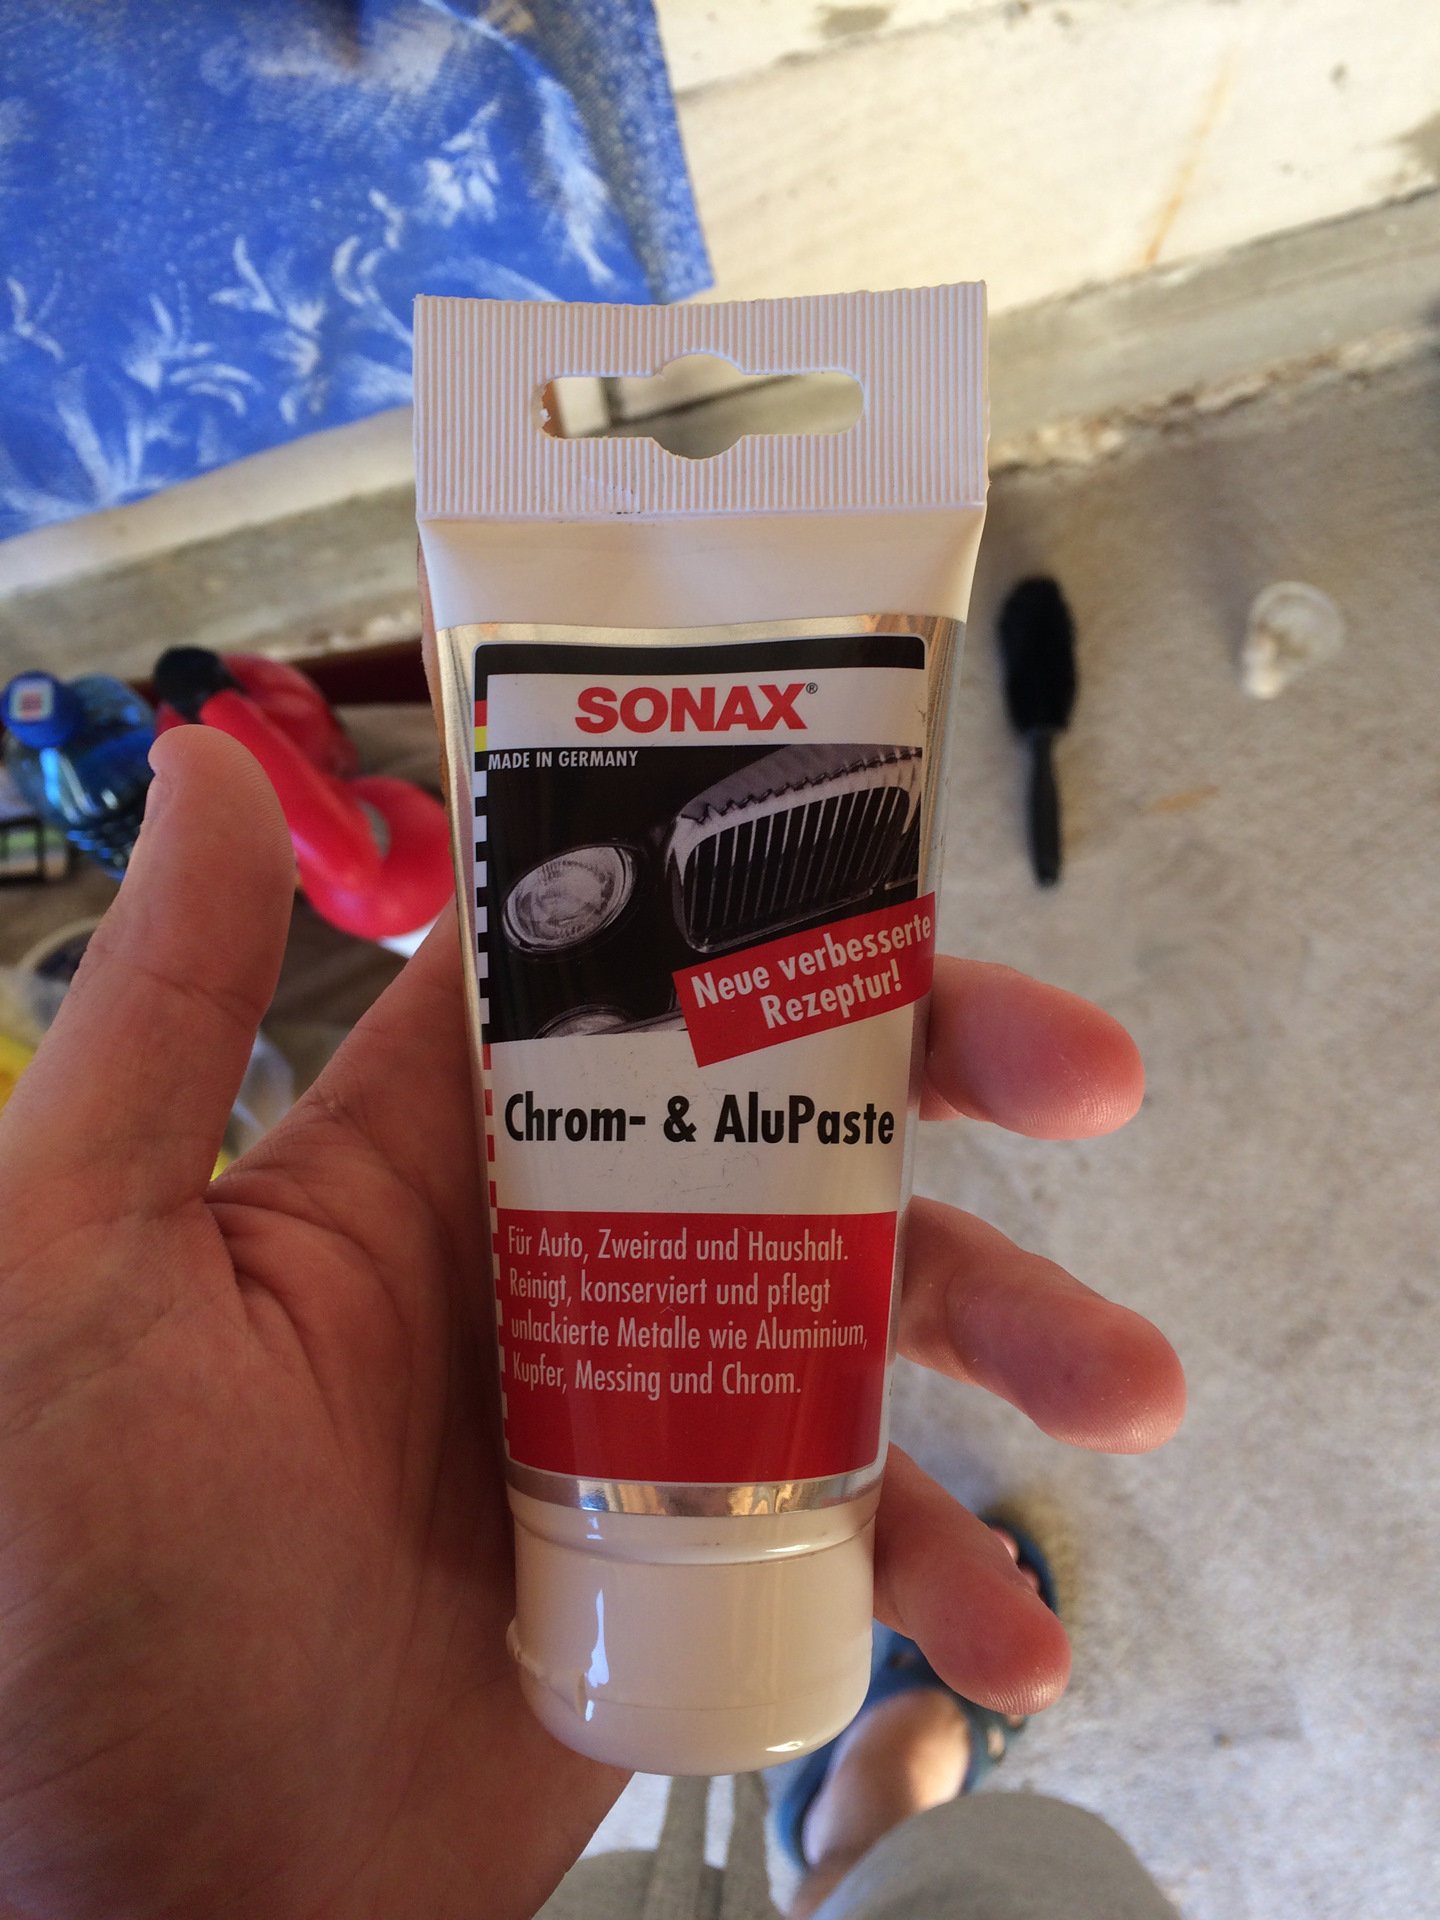 SONAX®
MADE IN GERMANY
Neue verbesserte
Rezeptur!
Chrom- & AluPaste
Für Auto, Zweirad und Haushalt.
Reinigt, konserviert und pflegt
unlackierte Metalle wie Aluminium,
Kupfer, Messing und Chrom.